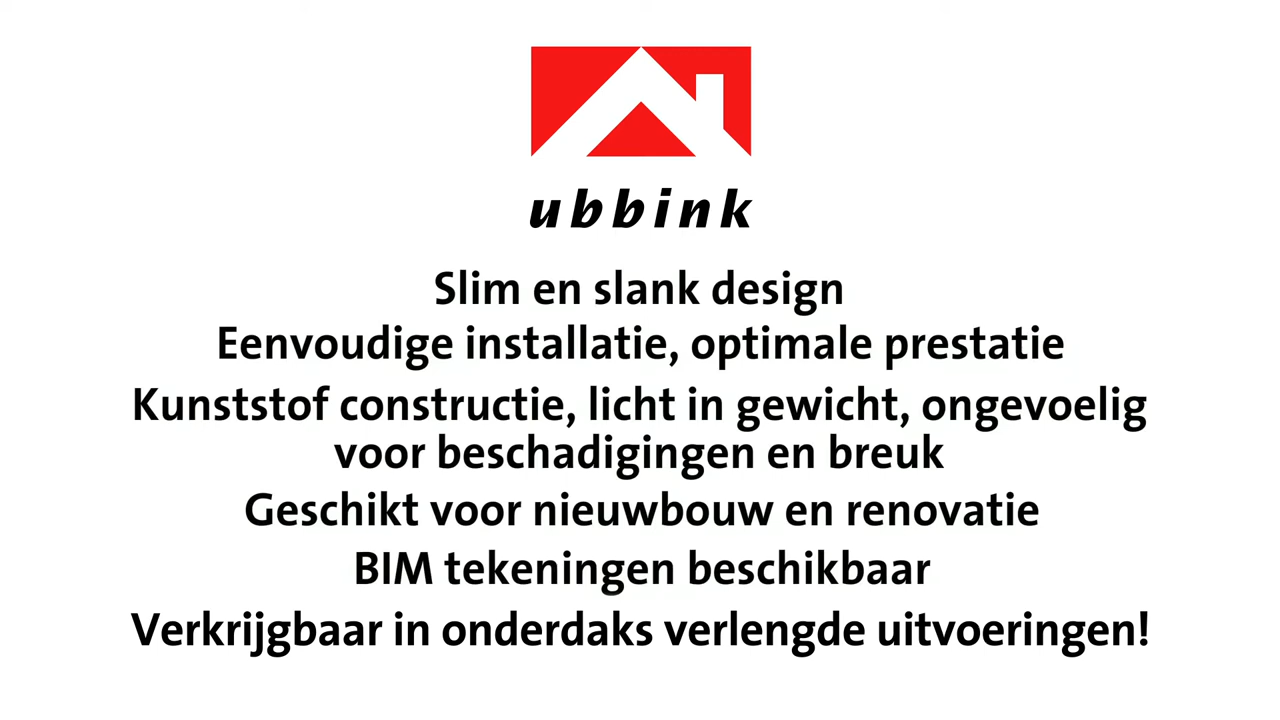 ubbink
Slim en slank design
Eenvoudige installatie, optimale prestatie
Kunststof constructie, licht in gewicht, ongevoelig
voor beschadigingen en breuk
Geschikt voor nieuwbouw en renovatie
BIM tekeningen beschikbaar
Verkrijgbaar in onderdaks verlengde uitvoeringen!